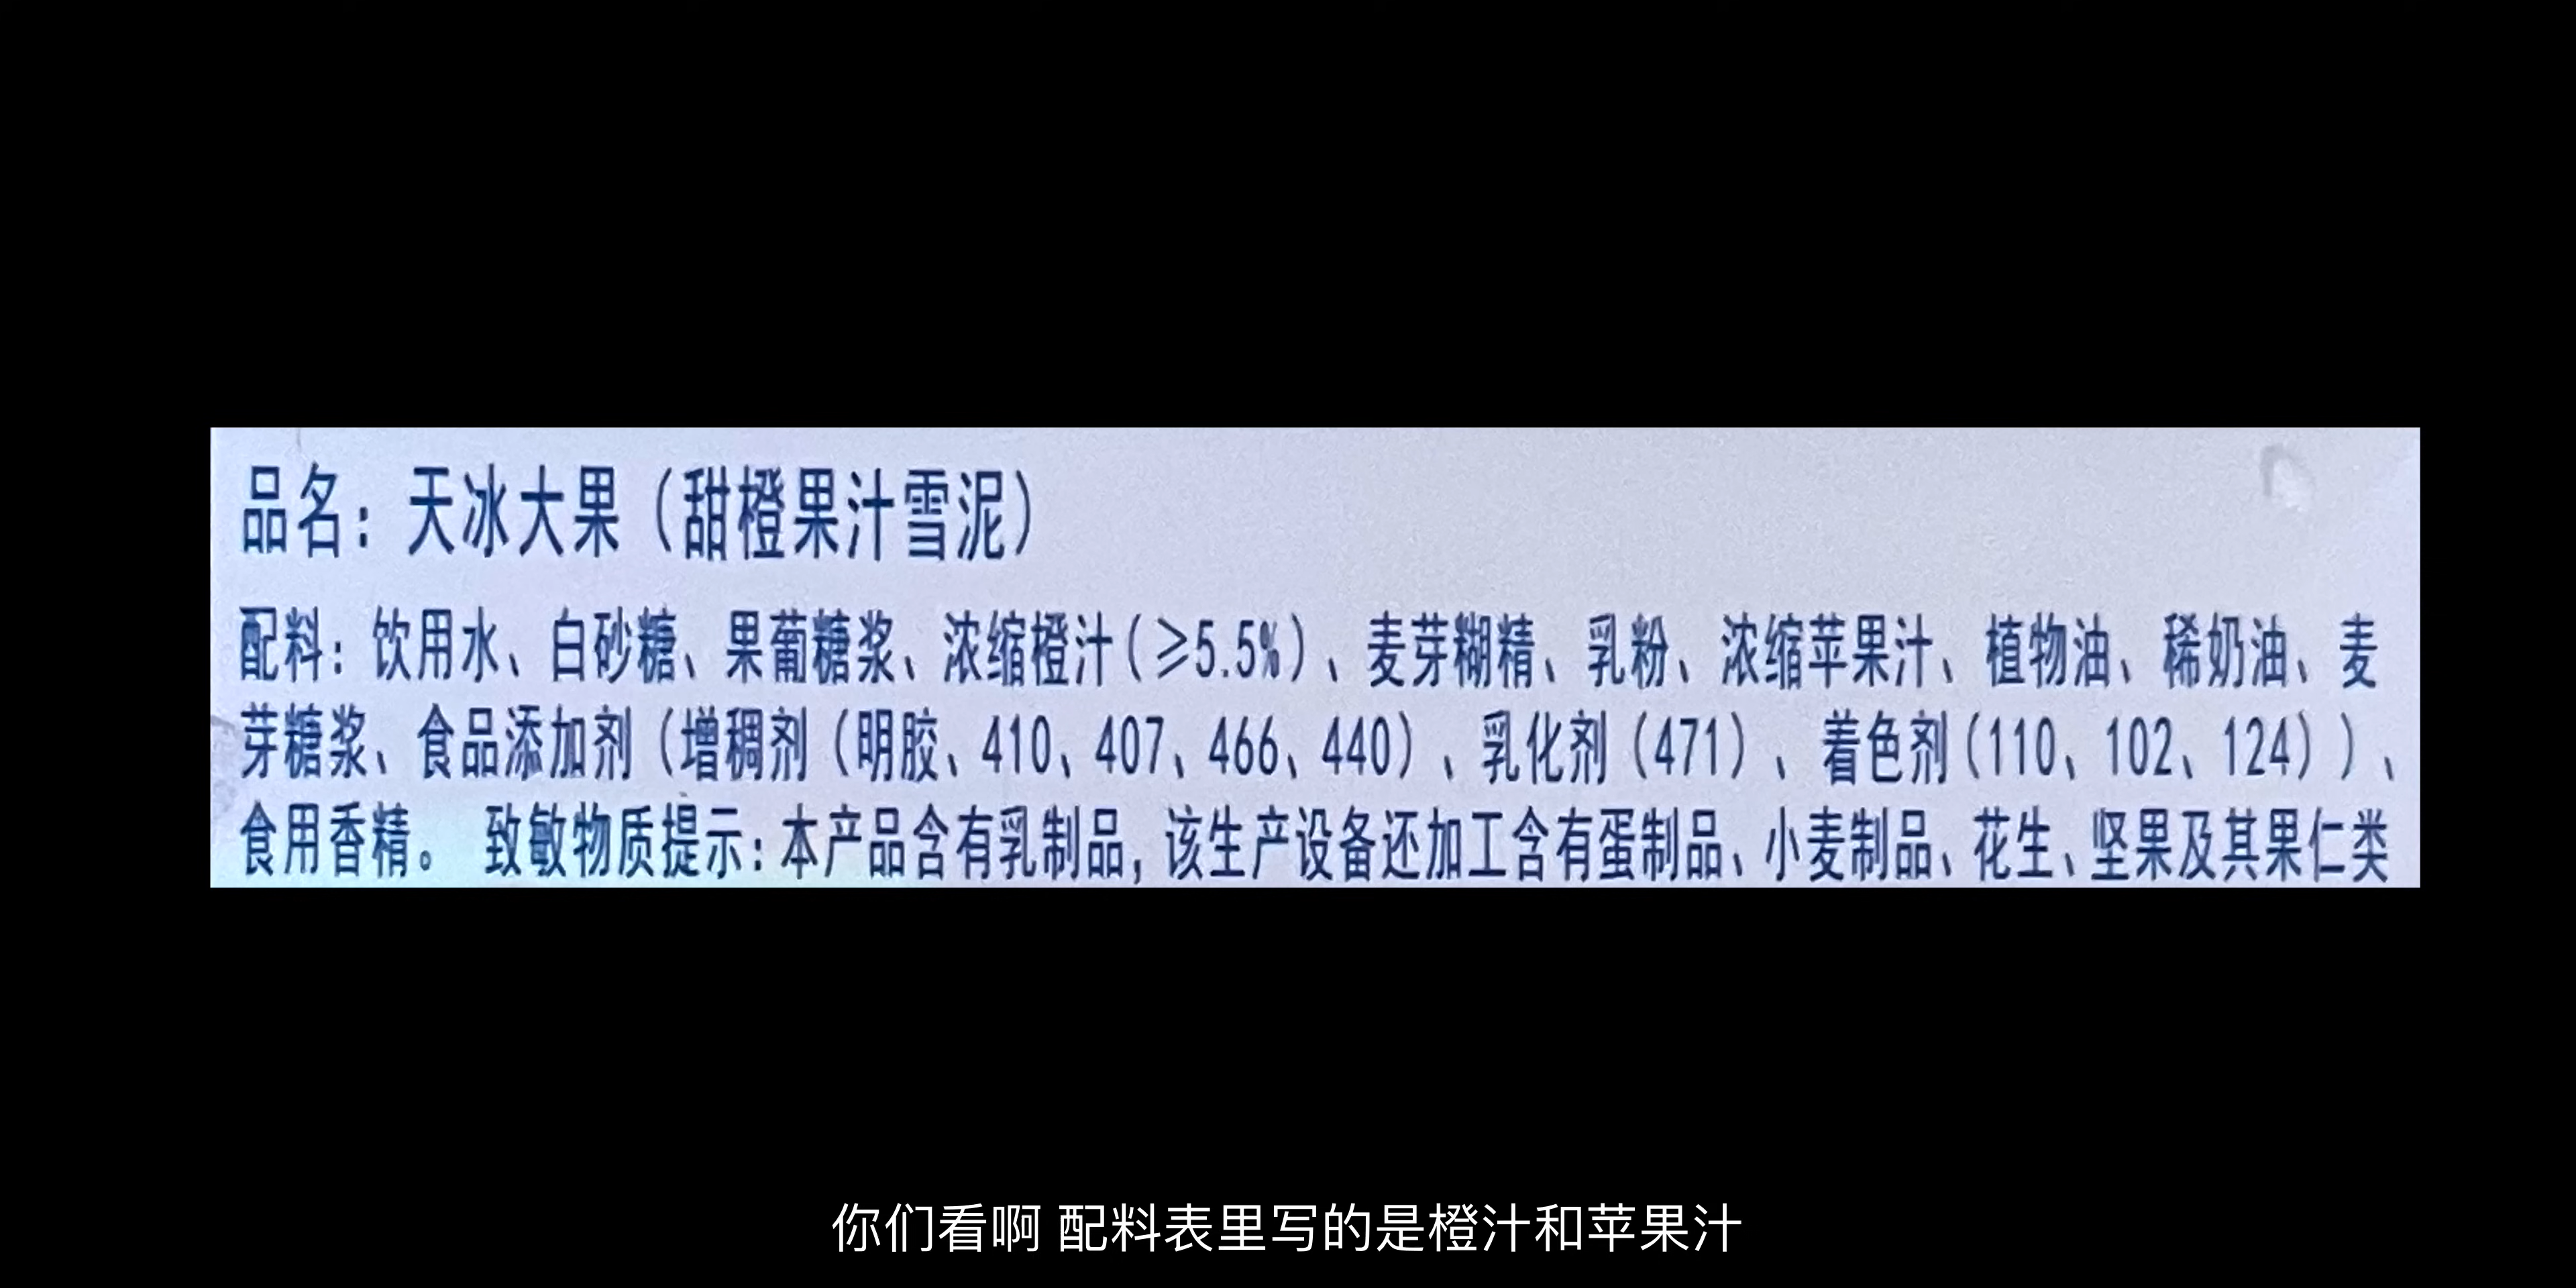 品名：天冰大果（甜橙果汁雪泥）
配料：饮用水、白砂糖、果葡糖浆、浓缩橙汁（≥5.5%）、麦芽糊精、乳粉、浓缩苹果汁、植物油、稀奶油、麦
芽糖浆、食品添加剂（增稠剂（明胶、410、407、466、440）、乳化剂（471）、着色剂（110、102、124））、
食用香精。 致敏物质提示：本产品含有乳制品，该生产设备还加工含有蛋制品、小麦制品、花生、坚果及其果仁类
你们看啊 配料表里写的是橙汁和苹果汁